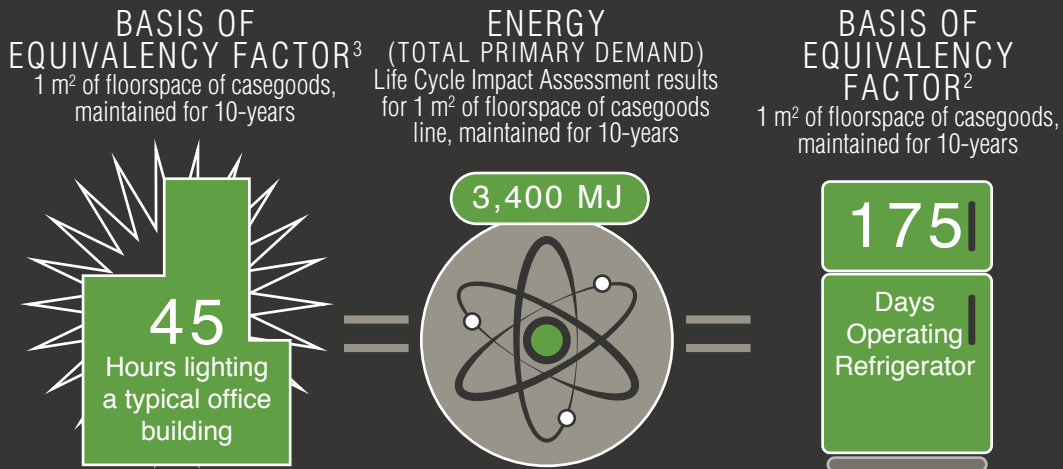 BASIS OF
EQUIVALENCY FACTOR³
1 m² of floorspace of casegoods,
maintained for 10-years
45
Hours lighting
a typical office
building
ENERGY
(TOTAL PRIMARY DEMAND)
Life Cycle Impact Assessment results
for 1 m² of floorspace of casegoods
line, maintained for 10-years
3,400 MJ
BASIS OF
EQUIVALENCY
FACTOR²
1 m² of floorspace of casegoods,
maintained for 10-years
175
Days
Operating
Refrigerator